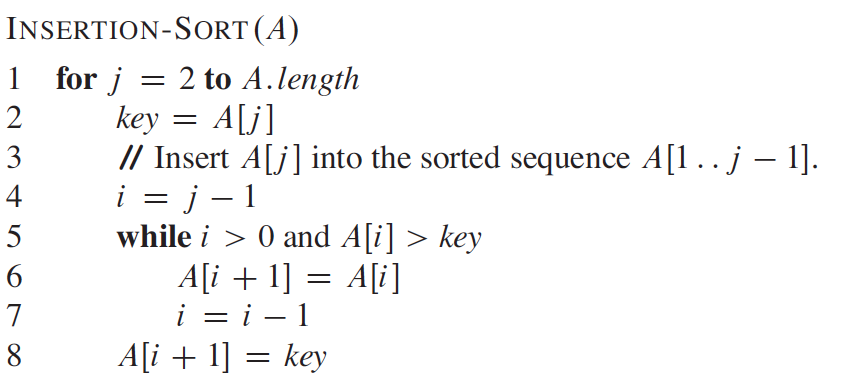 INSERTION-SORT(A)
1 for j = 2 to A.length
2 key = A[j]
3 // Insert A[j] into the sorted sequence A[1 . . j − 1].
4 i = j − 1
5 while i > 0 and A[i] > key
6 A[i + 1] = A[i]
7 i = i − 1
8 A[i + 1] = key